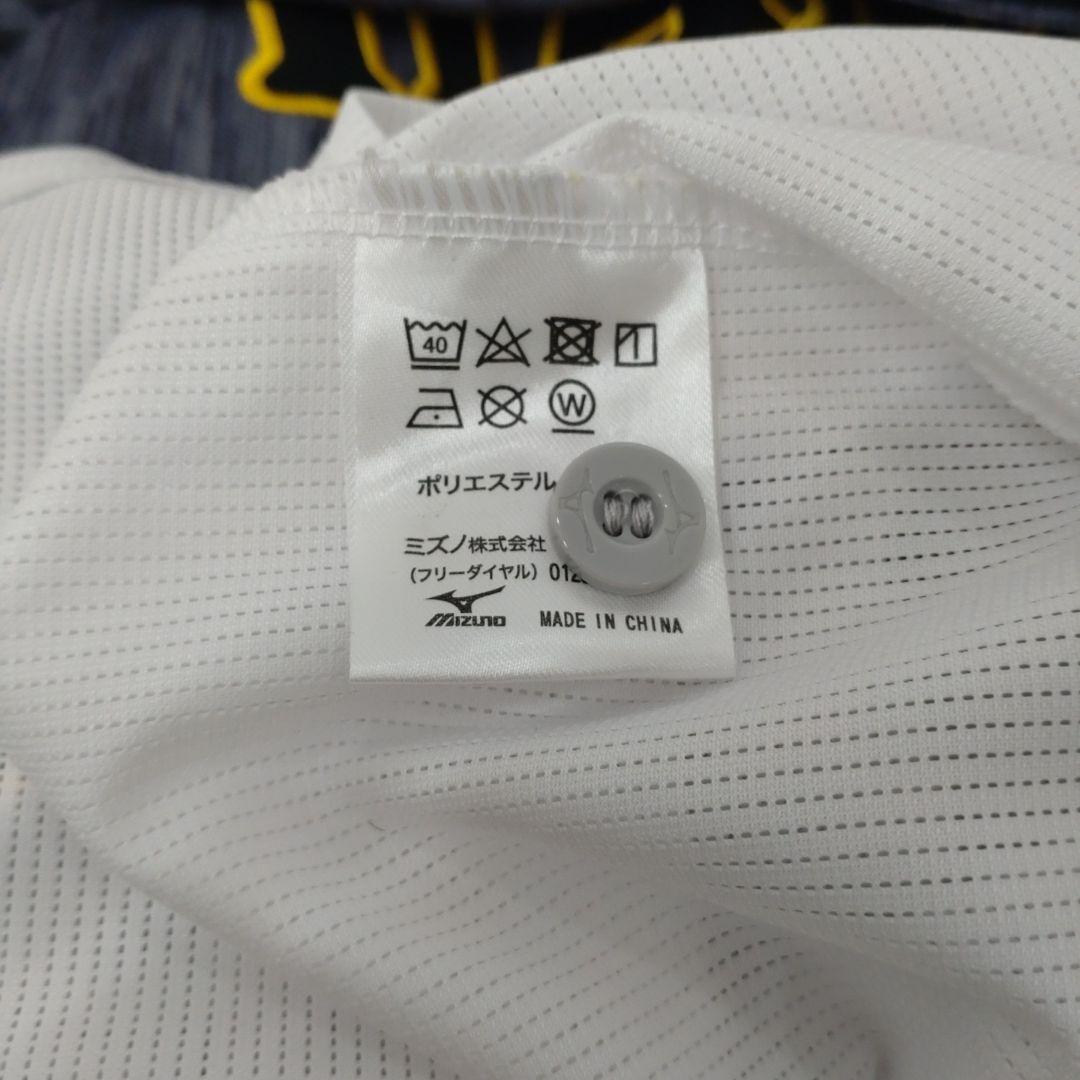 40
W
ポリエステル
ミズノ株式会社
(フリーダイヤル) 012
MIZUNO MADE IN CHINA